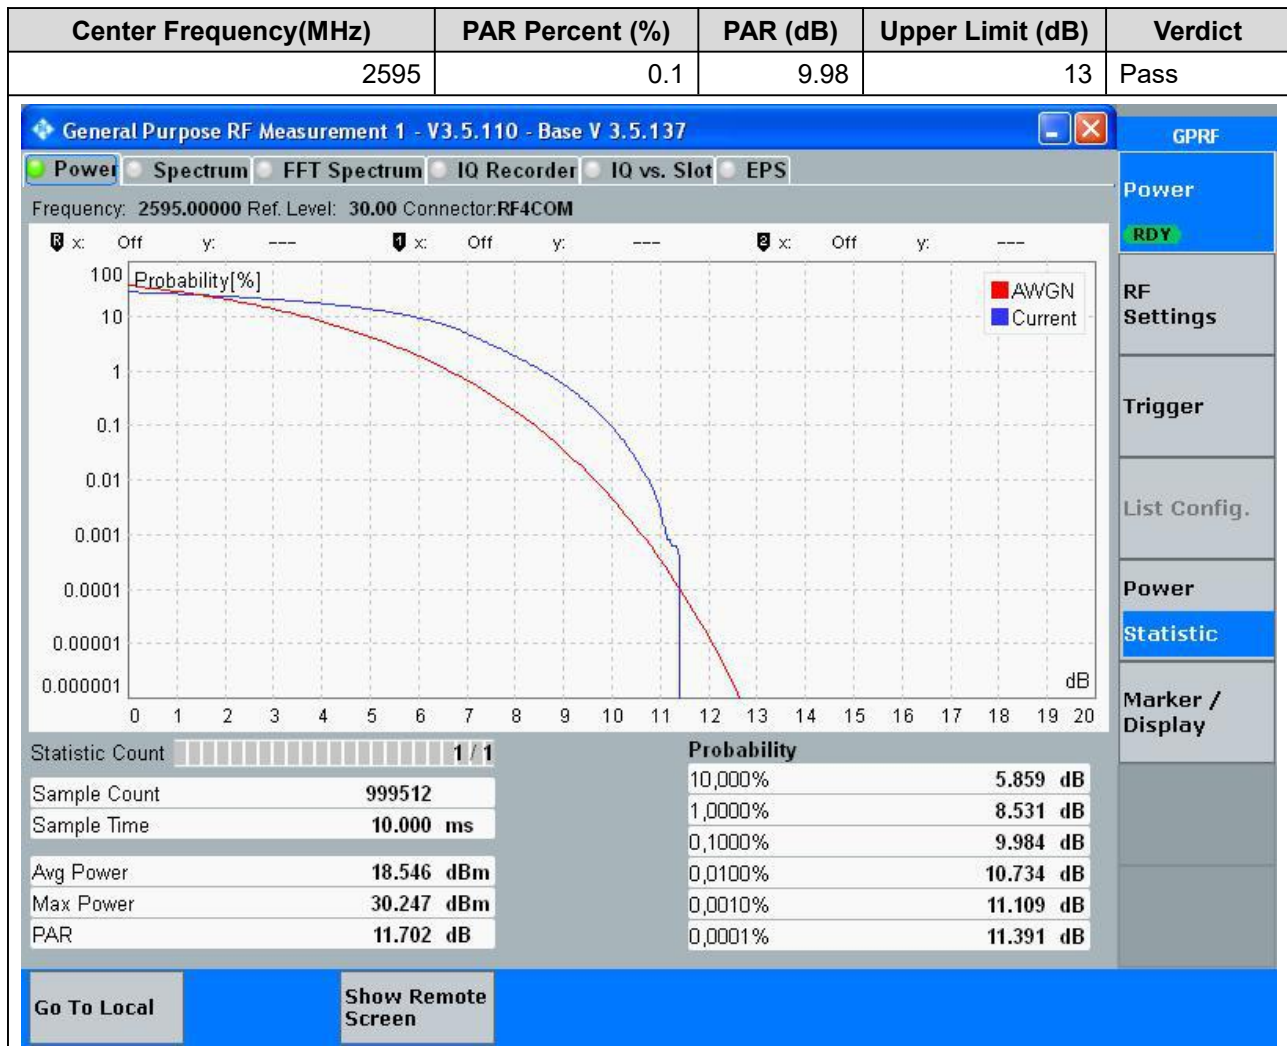 Center Frequency(MHz) PAR Percent (%) PAR (dB) Upper Limit (dB) Verdict
2595 0.1 9.98 13 Pass
General Purpose RF Measurement 1 - V3.5.110 - Base V 3.5.137
GPRF
Power Spectrum FFT Spectrum IQ Recorder IQ vs. Slot EPS
Power
RDY
Frequency: 2595.00000 Ref. Level: 30.00 Connector:RF4COM
R x: Off y: --- 1 x: Off y: --- 2 x: Off y: ---
Probability[%]
100
10
1
0.1
0.01
0.001
0.0001
0.00001
0.000001
AWGN
Current
dB
0 1 2 3 4 5 6 7 8 9 10 11 12 13 14 15 16 17 18 19 20
RF
Settings
Trigger
List Config.
Power
Statistic
Marker /
Display
Statistic Count 1 / 1
Sample Count 999512
Sample Time 10.000 ms
Avg Power 18.546 dBm
Max Power 30.247 dBm
PAR 11.702 dB
Probability
10,000% 5.859 dB
1,0000% 8.531 dB
0,1000% 9.984 dB
0,0100% 10.734 dB
0,0010% 11.109 dB
0,0001% 11.391 dB
Go To Local
Show Remote
Screen